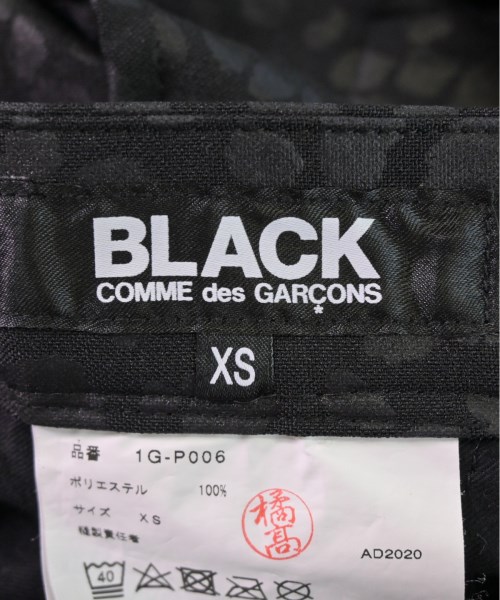 BLACK
COMME des GARÇONS
*
XS
品番 1G-P006
ポリエステル 100%
サイズ XS
縫製責任者
橘高
AD2020
40